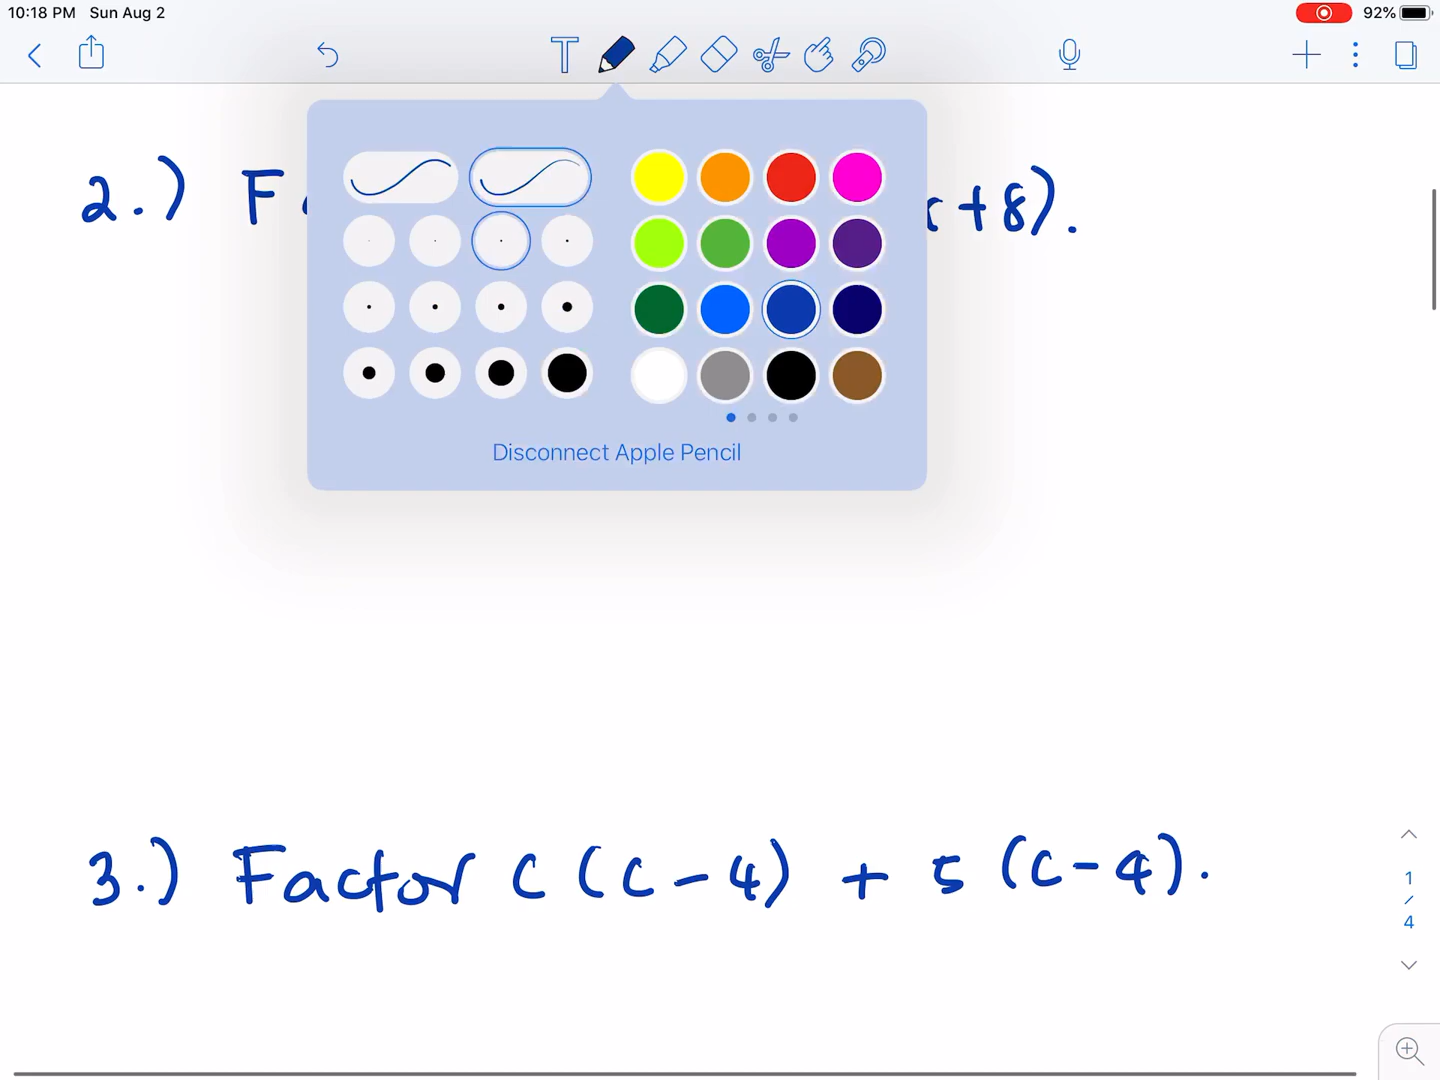 10:18 PM Sun Aug 2 92%
T
2.) F +8).
Disconnect Apple Pencil
3.) Factor c (c - 4) + 5 (c - 4).
1
/
4